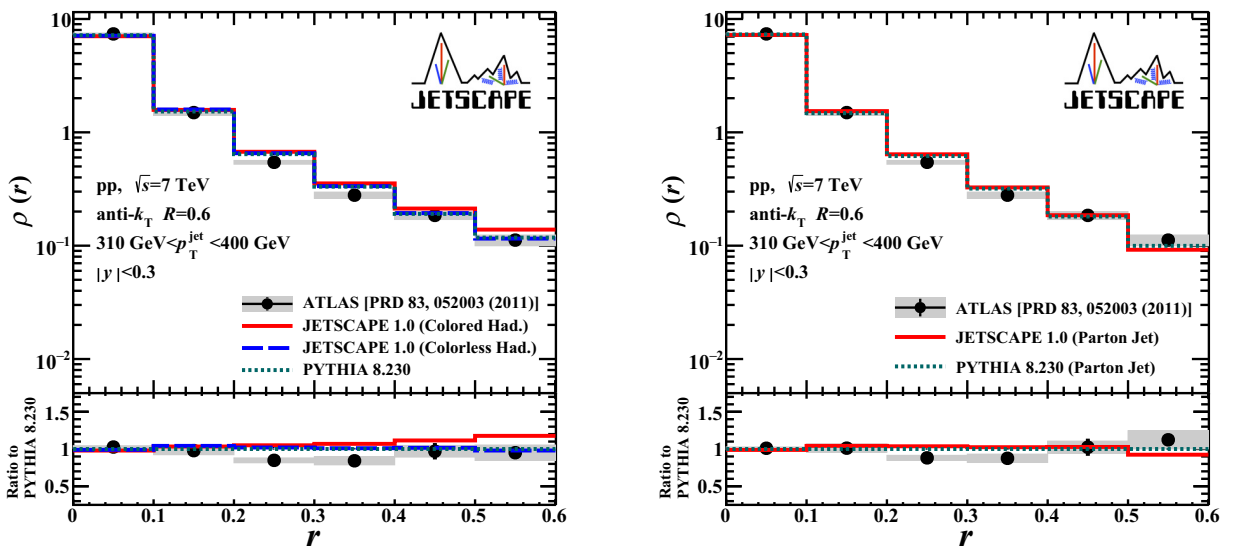 10
1
10⁻¹
10⁻²
ρ (r)
JETSCAPE
pp, √s=7 TeV
anti-kT R=0.6
310 GeV<pTjet <400 GeV
|y|<0.3
ATLAS [PRD 83, 052003 (2011)]
JETSCAPE 1.0 (Colored Had.)
JETSCAPE 1.0 (Colorless Had.)
PYTHIA 8.230
Ratio to
PYTHIA 8.230
1.5
1
0.5
0 0.1 0.2 0.3 0.4 0.5 0.6
r
10
1
10⁻¹
10⁻²
ρ (r)
JETSCAPE
pp, √s=7 TeV
anti-kT R=0.6
310 GeV<pTjet <400 GeV
|y|<0.3
ATLAS [PRD 83, 052003 (2011)]
JETSCAPE 1.0 (Parton Jet)
PYTHIA 8.230 (Parton Jet)
Ratio to
PYTHIA 8.230
1.5
1
0.5
0 0.1 0.2 0.3 0.4 0.5 0.6
r